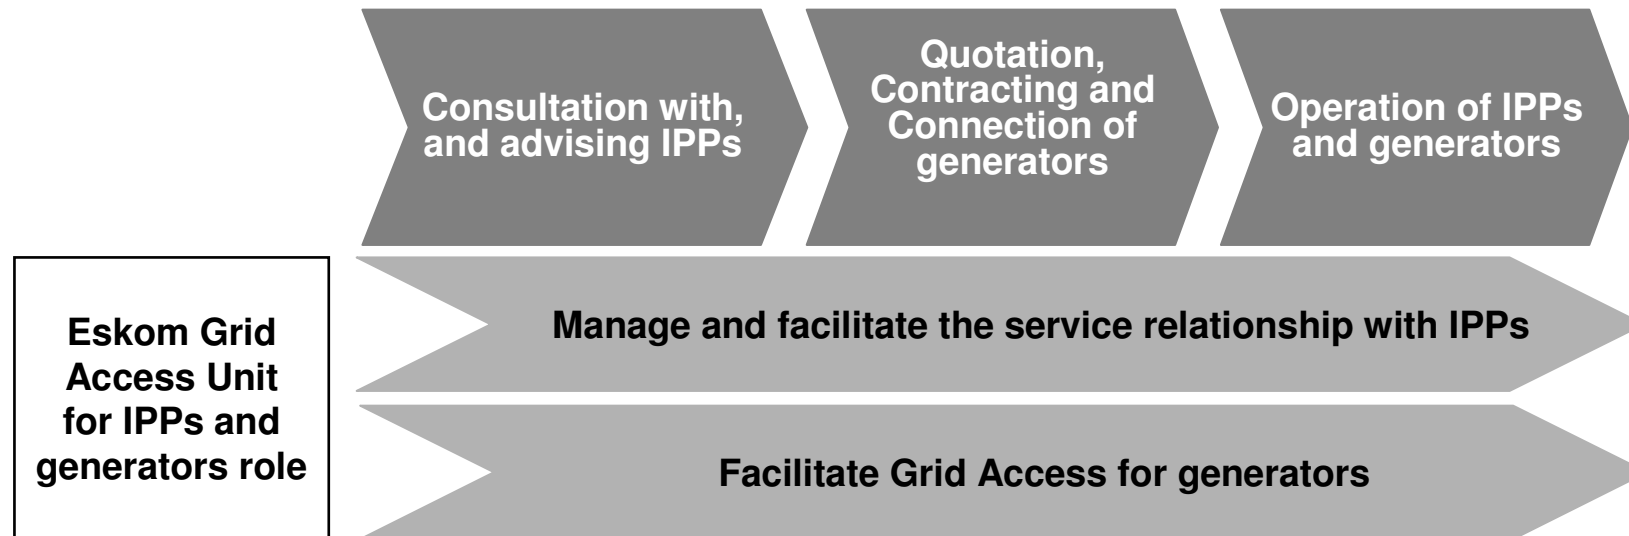 Consultation with,
and advising IPPs
Quotation,
Contracting and
Connection of
generators
Operation of IPPs
and generators
Eskom Grid
Access Unit
for IPPs and
generators role
Manage and facilitate the service relationship with IPPs
Facilitate Grid Access for generators